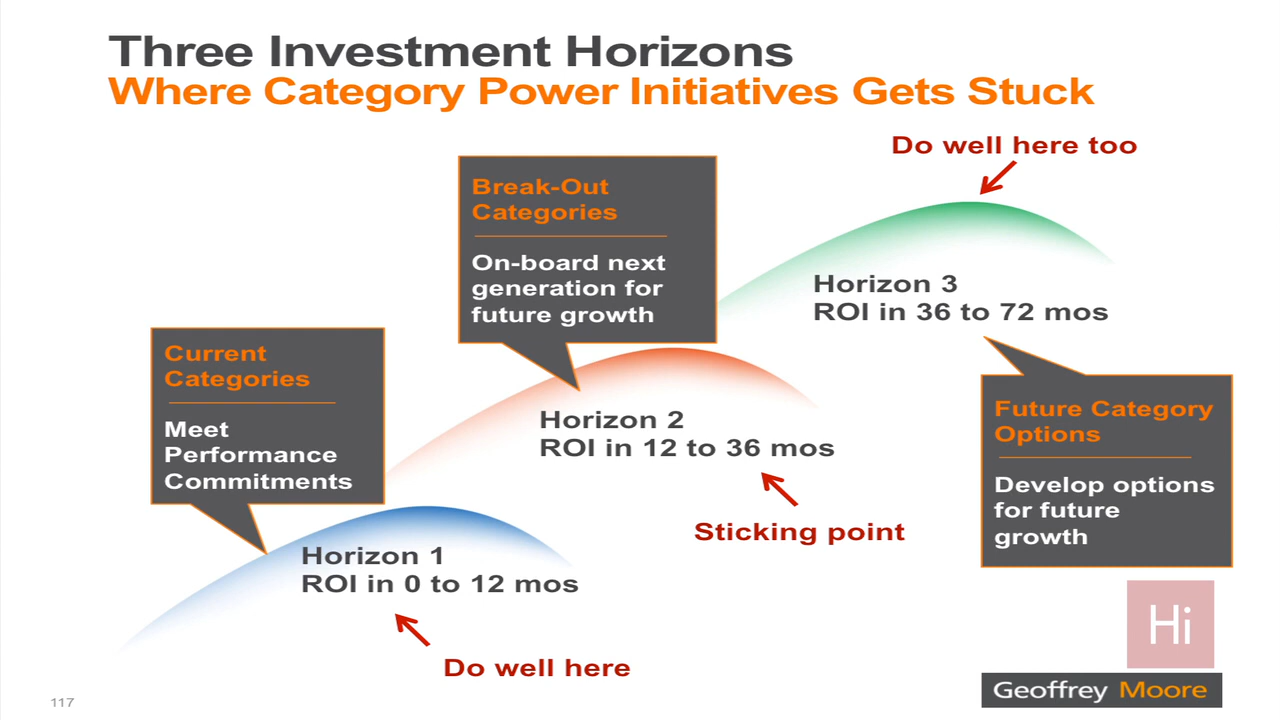 Three Investment Horizons
Where Category Power Initiatives Gets Stuck
Do well here too
Break-Out
Categories
On-board next
generation for
future growth
Horizon 3
ROI in 36 to 72 mos
Current
Categories
Meet
Performance
Commitments
Horizon 2
ROI in 12 to 36 mos
Future Category
Options
Develop options
for future
growth
Sticking point
Horizon 1
ROI in 0 to 12 mos
Do well here
Hi
Geoffrey Moore
117